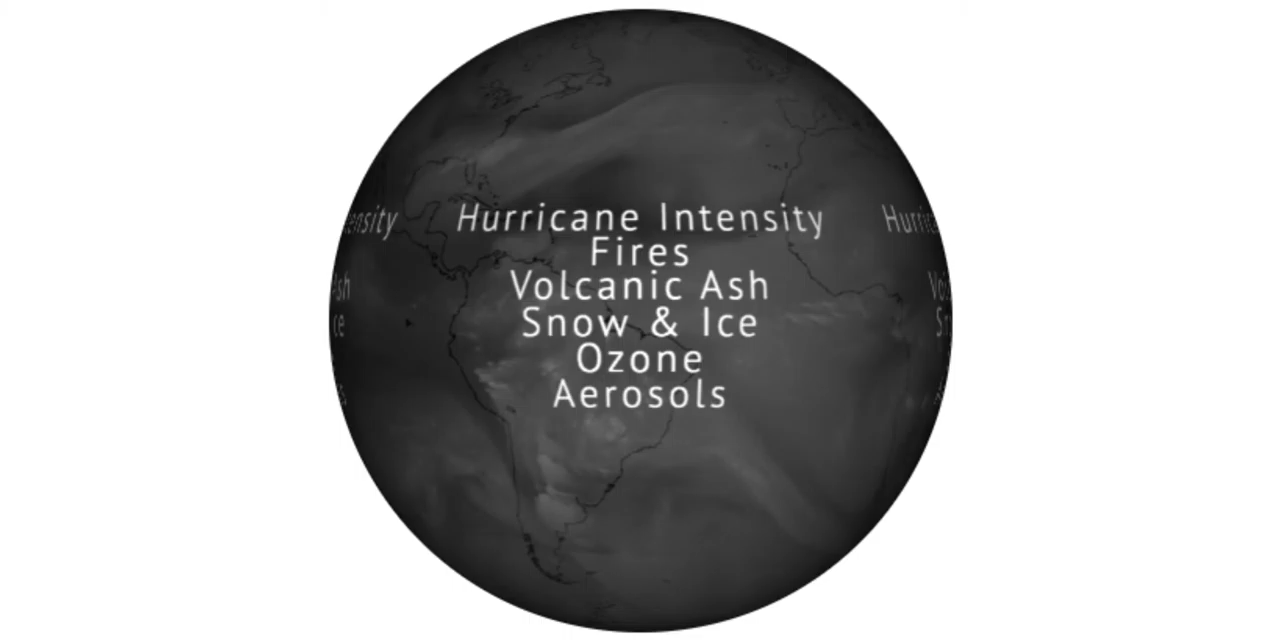 Hurricane Intensity
Fires
Volcanic Ash
Snow & Ice
Ozone
Aerosols